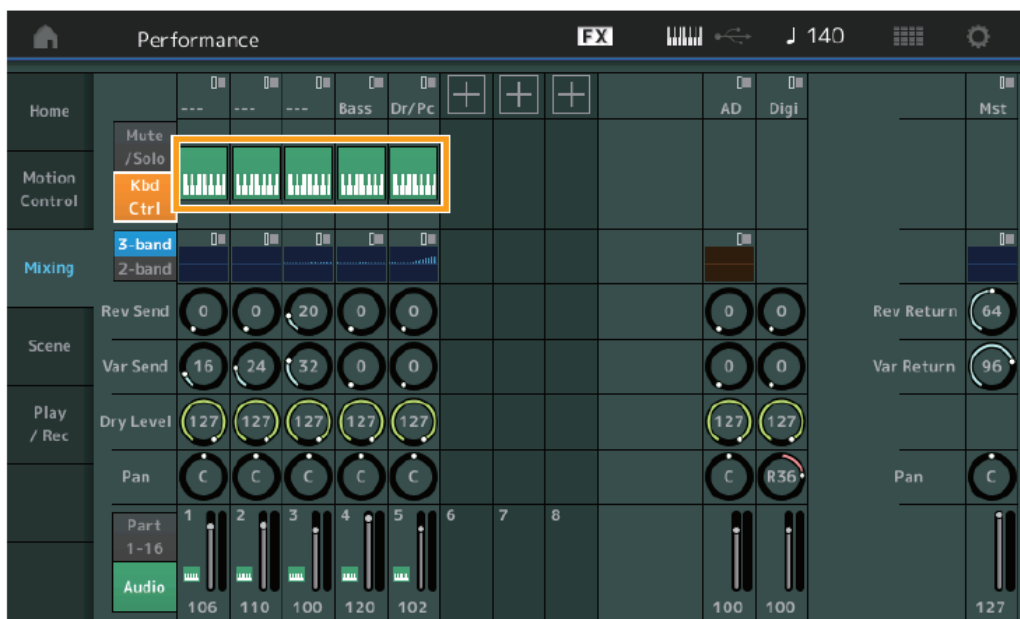 Performance FX 140
Home --- --- --- Bass Dr/Pc AD Digi Mst
Mute
/Solo
Motion
Control
Kbd
Ctrl
Mixing
3-band
2-band
Rev Send 0 0 20 0 0 0 0 Rev Return 64
Scene
Var Send 16 24 32 0 0 0 0 Var Return 96
Play
/ Rec
Dry Level 127 127 127 127 127 127 127
Pan C C C C C C R36 Pan C
Part
1-16
1 2 3 4 5 6 7 8
Audio
106 110 100 120 102 100 100 127